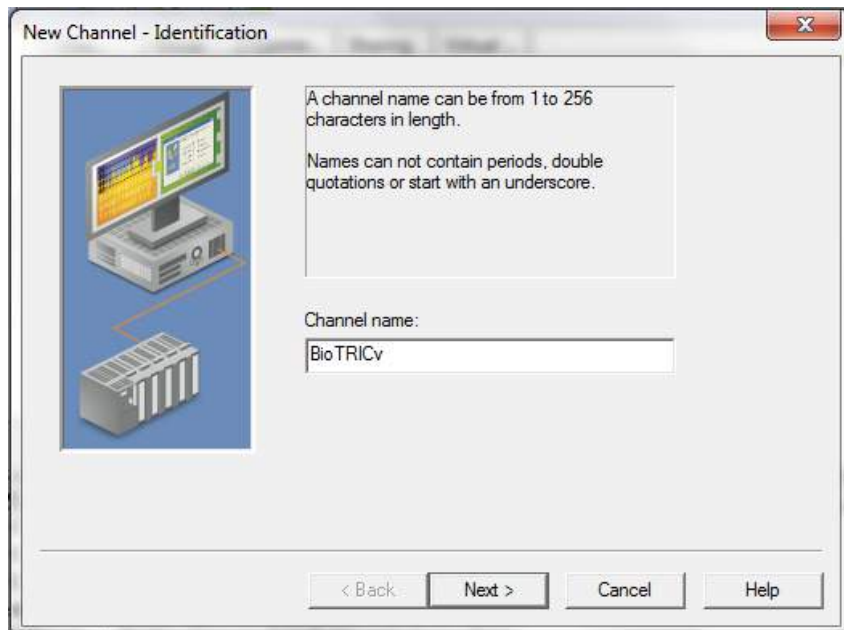 New Channel - Identification
A channel name can be from 1 to 256
characters in length.
Names can not contain periods, double
quotations or start with an underscore.
Channel name:
BioTRICv
< Back
Next >
Cancel
Help